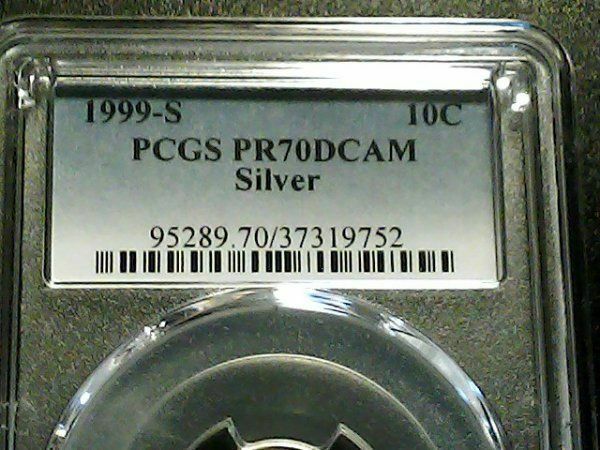 1999-S 10C
PCGS PR70DCAM
Silver
95289.70/37319752